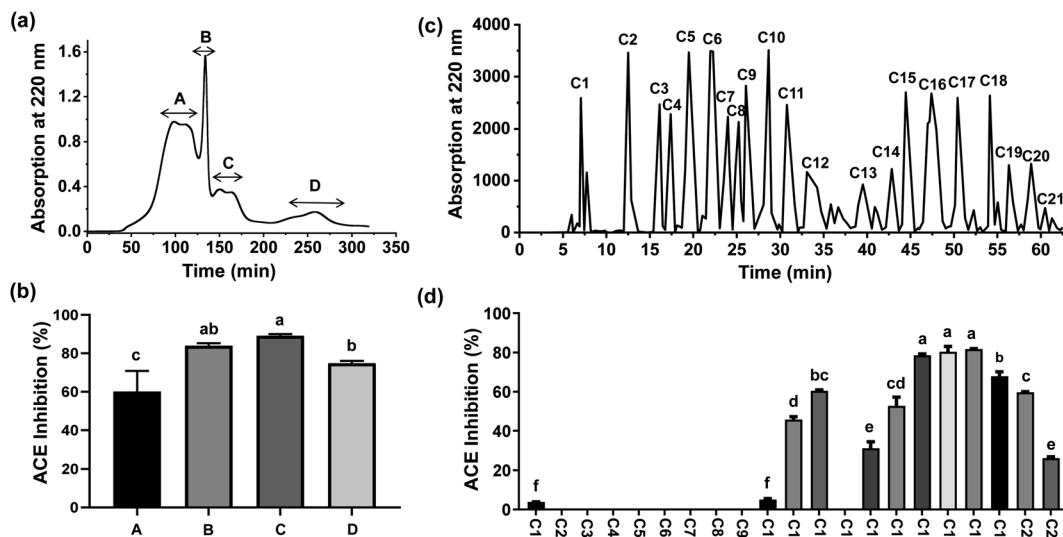 (a)
Absorption at 220 nm
1.6
1.2
0.8
0.4
0.0
A
B
C
D
0 50 100 150 200 250 300 350
Time (min)
(c)
Absorption at 220 nm
4000
3000
2000
1000
0
C1 C2 C3 C4 C5 C6 C7 C8 C9 C10 C11 C12 C13 C14 C15 C16 C17 C18 C19 C20 C21
0 5 10 15 20 25 30 35 40 45 50 55 60
Time (min)
(b)
ACE Inhibition (%)
100
80
60
40
20
0
c ab a b
A B C D
(d)
ACE Inhibition (%)
100
80
60
40
20
0
f f d bc e cd a a a b c e
C1 C2 C3 C4 C5 C6 C7 C8 C9 C1 C1 C1 C1 C1 C1 C1 C1 C1 C1 C2 C2